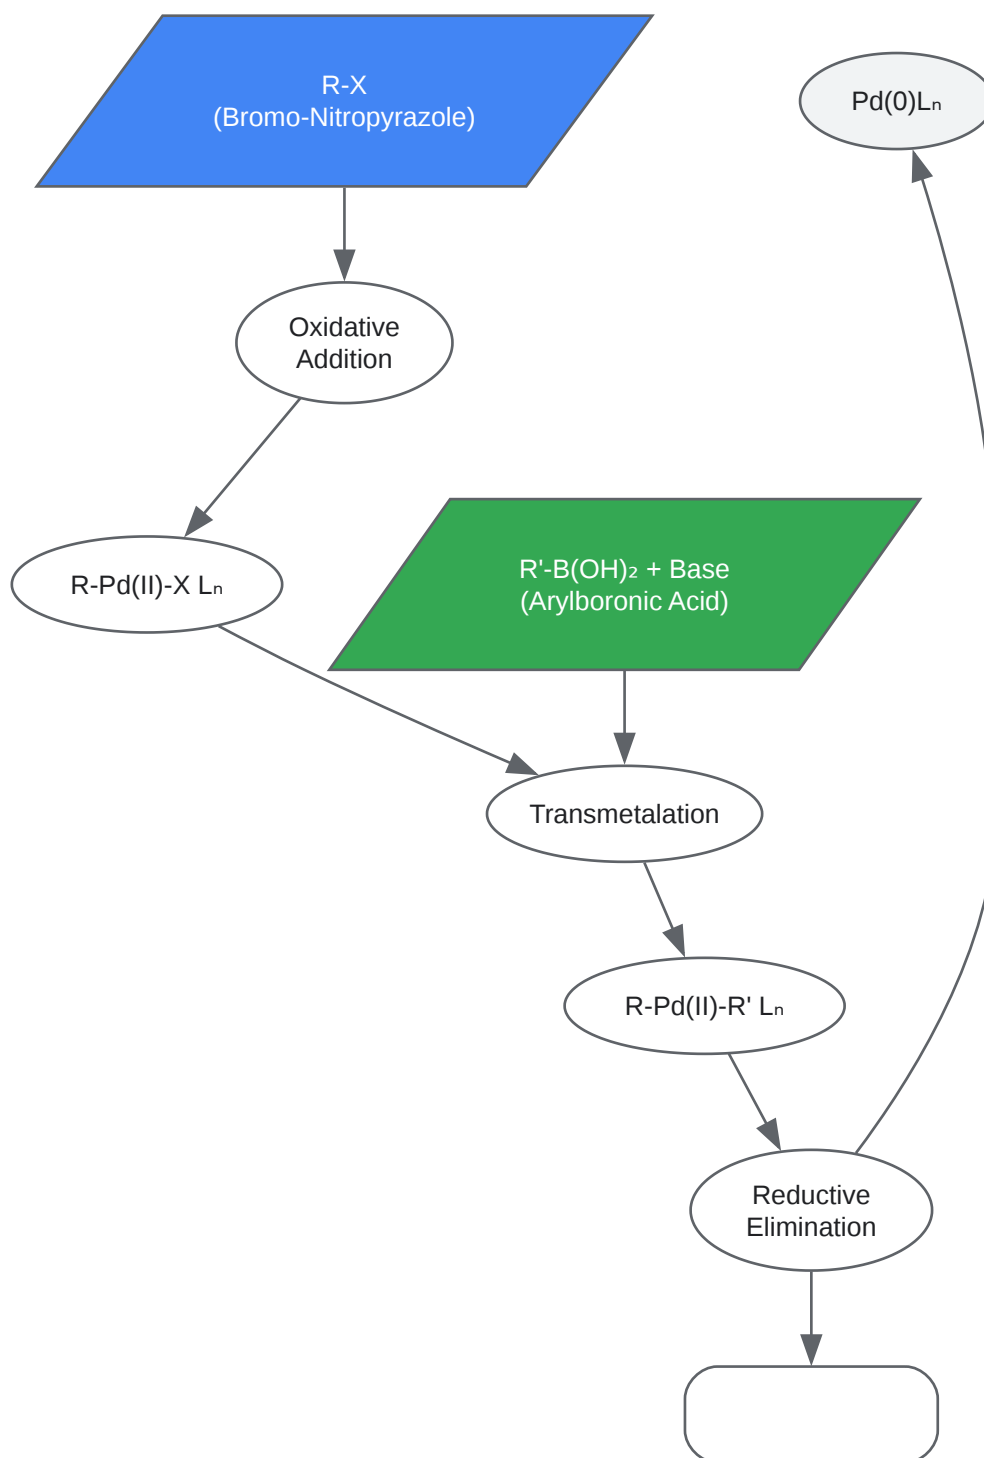 R-X
(Bromo-Nitropyrazole)
Pd(0)Lₙ
Oxidative
Addition
R-Pd(II)-X Lₙ
R'-B(OH)₂ + Base
(Arylboronic Acid)
Transmetalation
R-Pd(II)-R' Lₙ
Reductive
Elimination